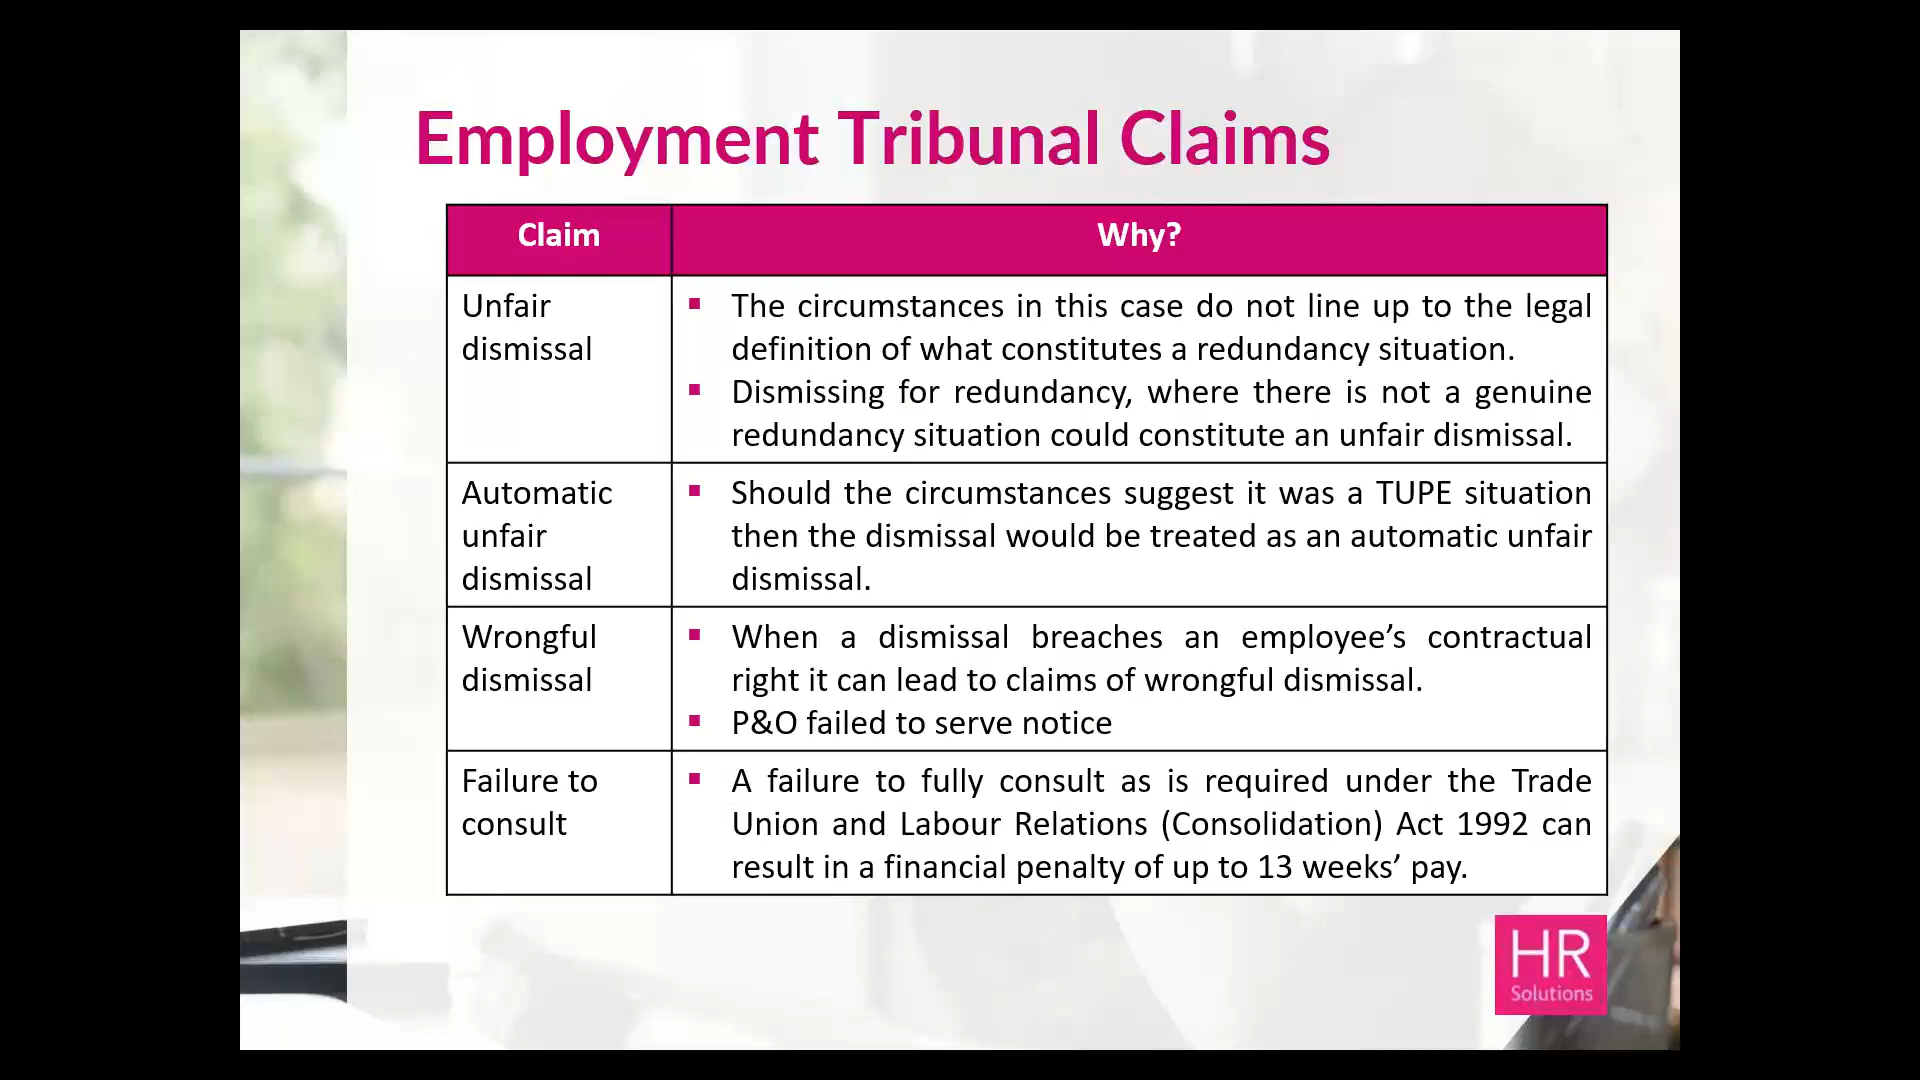 Employment Tribunal Claims
Claim
Why?
Unfair
dismissal
▪ The circumstances in this case do not line up to the legal
definition of what constitutes a redundancy situation.
▪ Dismissing for redundancy, where there is not a genuine
redundancy situation could constitute an unfair dismissal.
Automatic
unfair
dismissal
▪ Should the circumstances suggest it was a TUPE situation
then the dismissal would be treated as an automatic unfair
dismissal.
Wrongful
dismissal
▪ When a dismissal breaches an employee’s contractual
right it can lead to claims of wrongful dismissal.
▪ P&O failed to serve notice
Failure to
consult
▪ A failure to fully consult as is required under the Trade
Union and Labour Relations (Consolidation) Act 1992 can
result in a financial penalty of up to 13 weeks’ pay.
HR
Solutions